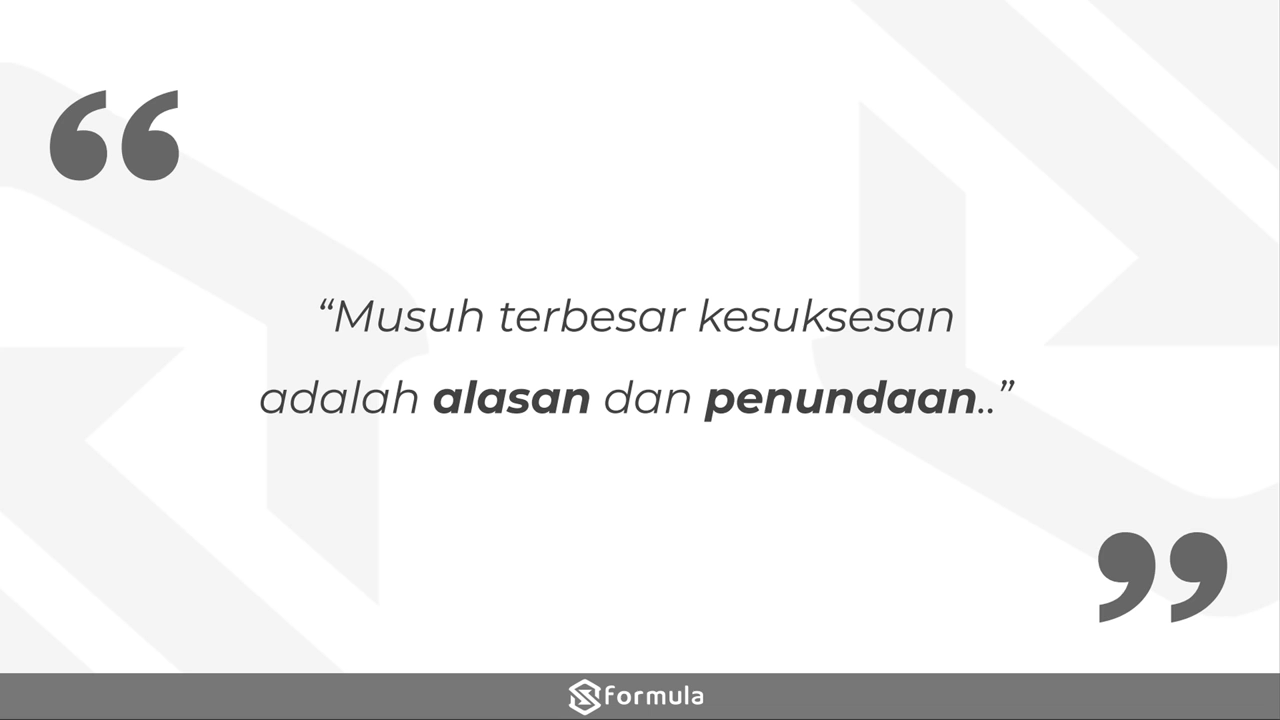 “Musuh terbesar kesuksesan
adalah alasan dan penundaan..”
formula